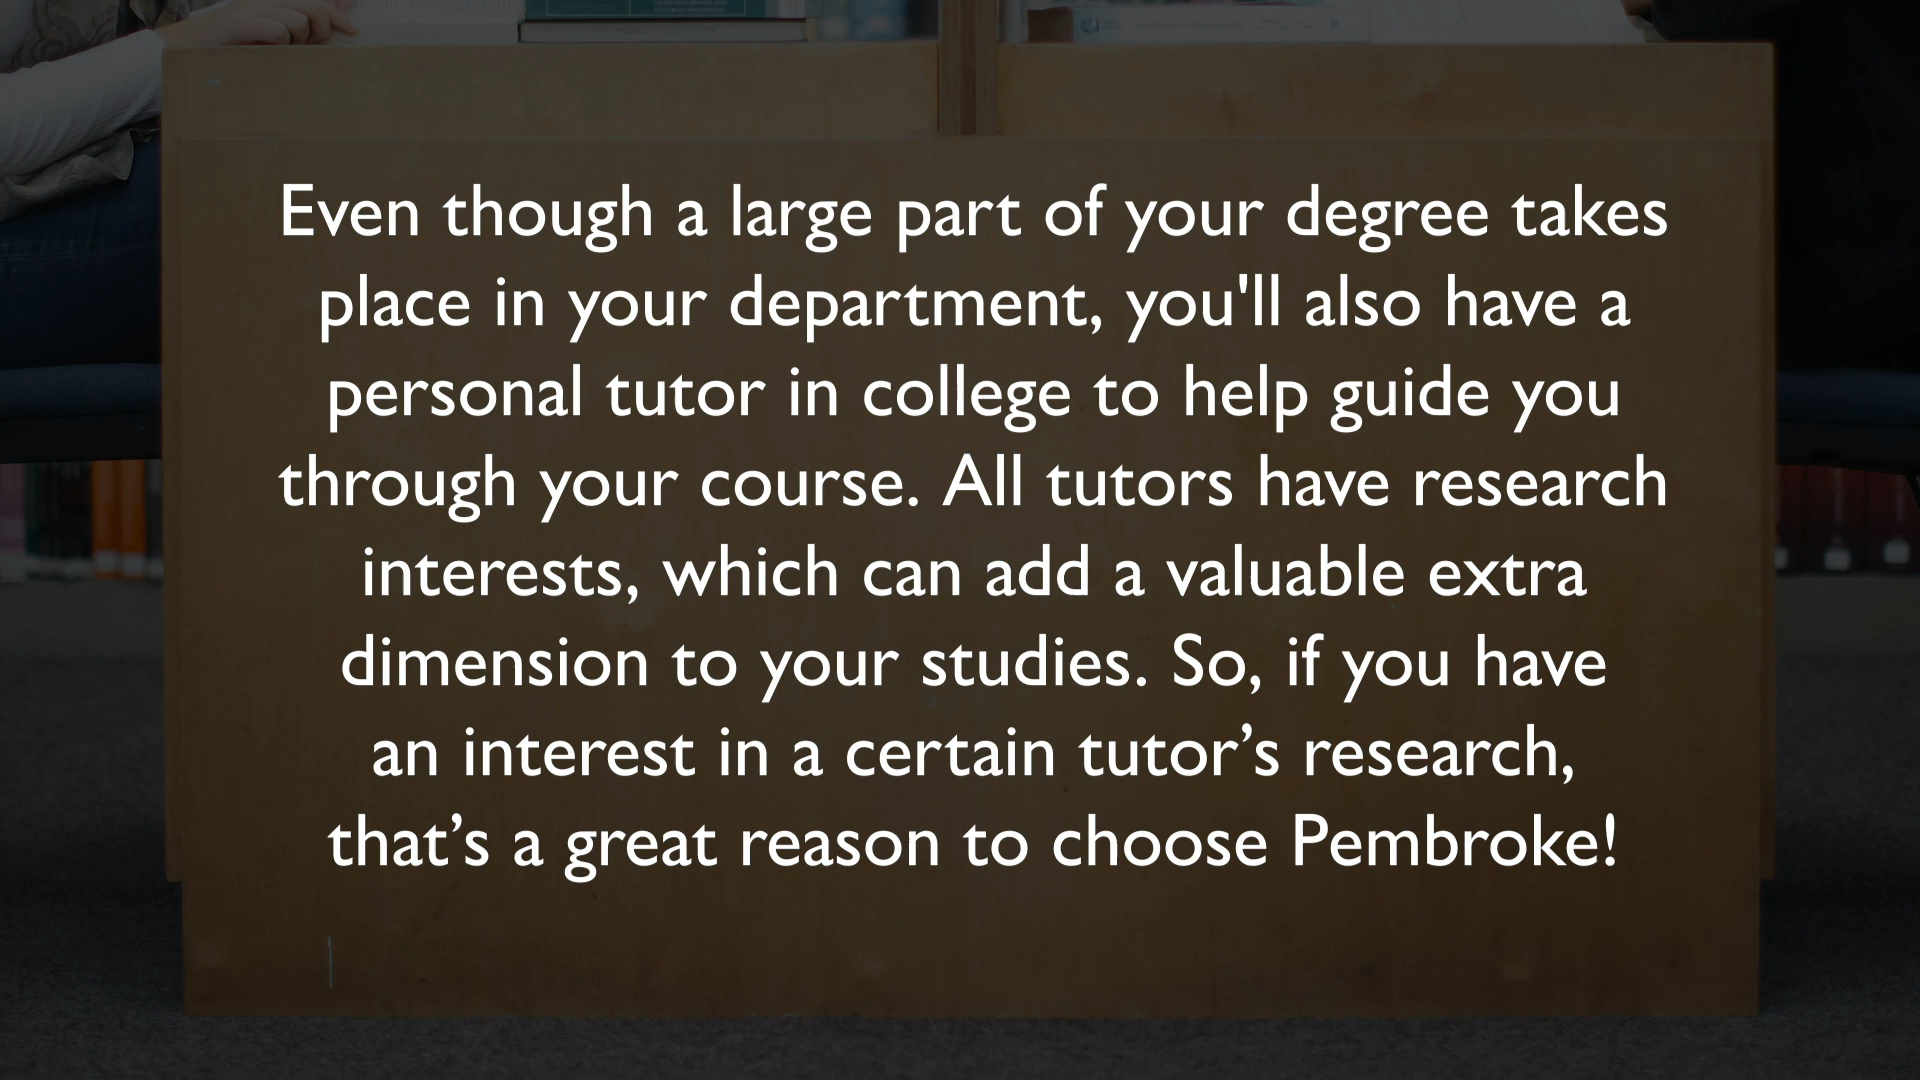 Even though a large part of your degree takes
place in your department, you'll also have a
personal tutor in college to help guide you
through your course. All tutors have research
interests, which can add a valuable extra
dimension to your studies. So, if you have
an interest in a certain tutor’s research,
that’s a great reason to choose Pembroke!